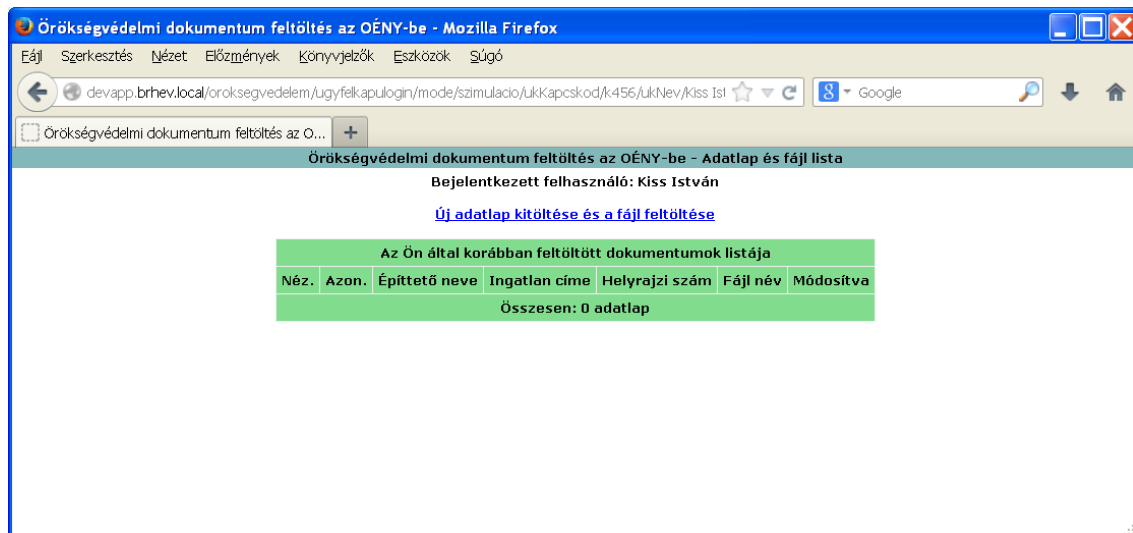 Örökségvédelmi dokumentum feltöltés az OÉNY-be - Mozilla Firefox
Fájl Szerkesztés Nézet Előzmények Könyvjelzők Eszközök Súgó
devapp.brhev.local/oroksegvedelem/ugyfelkapulogin/mode/szimulacio/ukKapcskod/k456/ukNev/Kiss Ist Google
Örökségvédelmi dokumentum feltöltés az O...
Örökségvédelmi dokumentum feltöltés az OÉNY-be - Adatlap és fájl lista
Bejelentkezett felhasználó: Kiss István
Új adatlap kitöltése és a fájl feltöltése
Az Ön által korábban feltöltött dokumentumok listája
Néz. Azon. Építtető neve Ingatlan címe Helyrajzi szám Fájl név Módosítva
Összesen: 0 adatlap